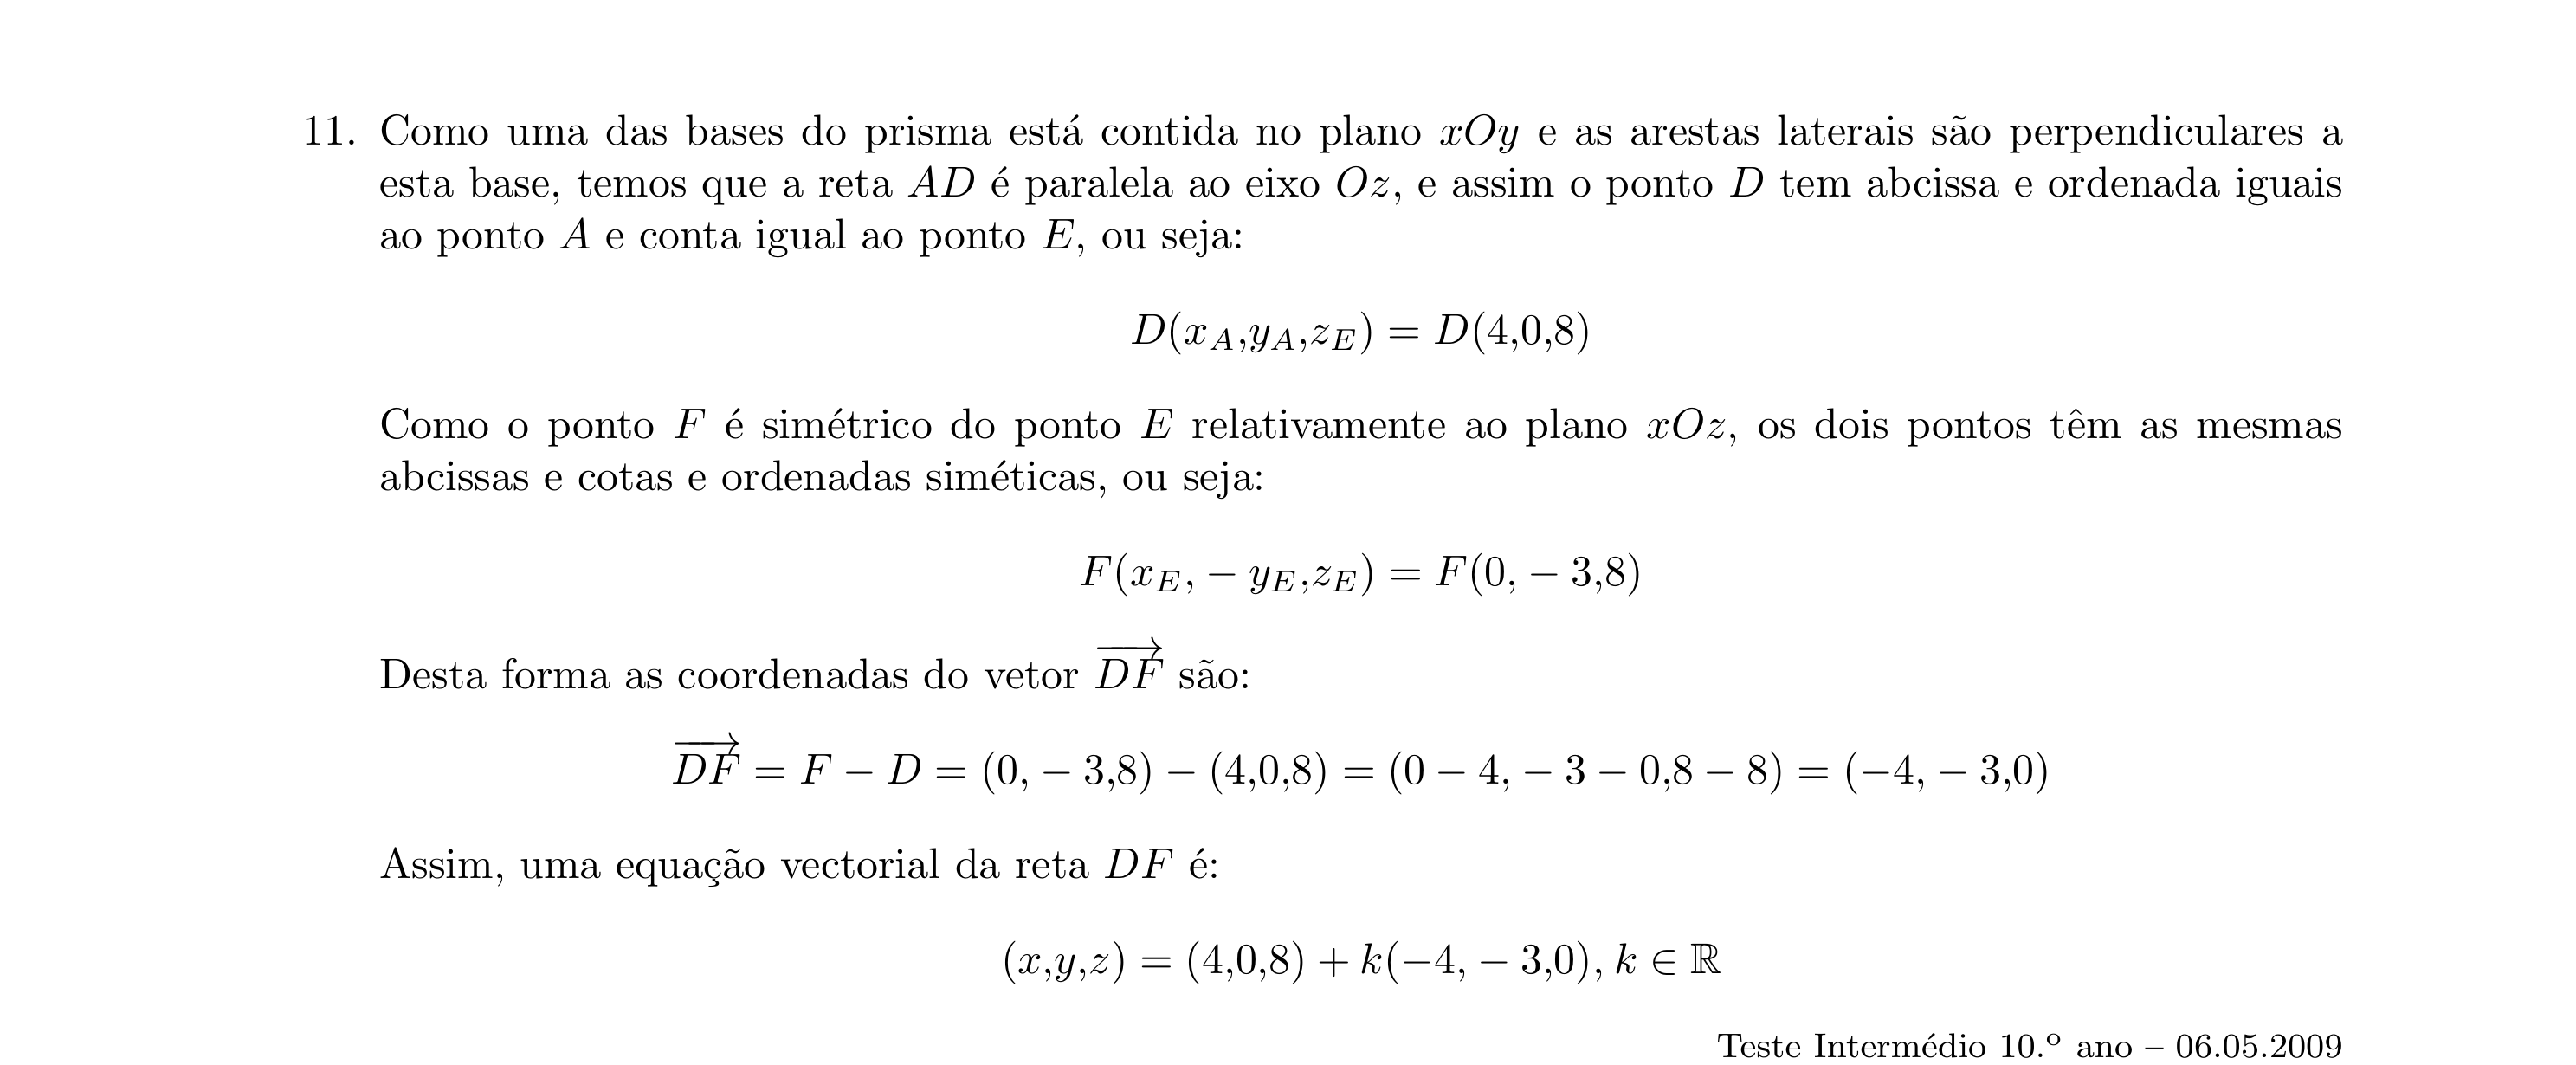 11. Como uma das bases do prisma está contida no plano xOy e as arestas laterais são perpendiculares a
esta base, temos que a reta AD é paralela ao eixo Oz, e assim o ponto D tem abcissa e ordenada iguais
ao ponto A e conta igual ao ponto E, ou seja:
D(x_A,y_A,z_E) = D(4,0,8)
Como o ponto F é simétrico do ponto E relativamente ao plano xOz, os dois pontos têm as mesmas
abcissas e cotas e ordenadas siméticas, ou seja:
F(x_E, − y_E,z_E) = F(0, − 3,8)
Desta forma as coordenadas do vetor \overrightarrow{DF} são:
\overrightarrow{DF} = F − D = (0, − 3,8) − (4,0,8) = (0 − 4, − 3 − 0,8 − 8) = (−4, − 3,0)
Assim, uma equação vectorial da reta DF é:
(x,y,z) = (4,0,8) + k(−4, − 3,0), k ∈ ℝ
Teste Intermédio 10.º ano – 06.05.2009